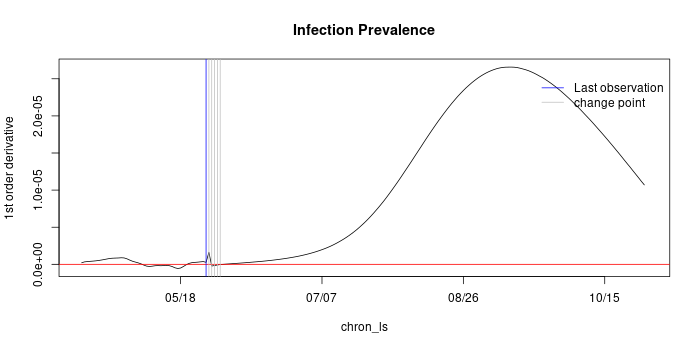 Infection Prevalence
1st order derivative
2.0e-05
1.0e-05
0.0e+00
Last observation
change point
05/18
07/07
08/26
10/15
chron_ls